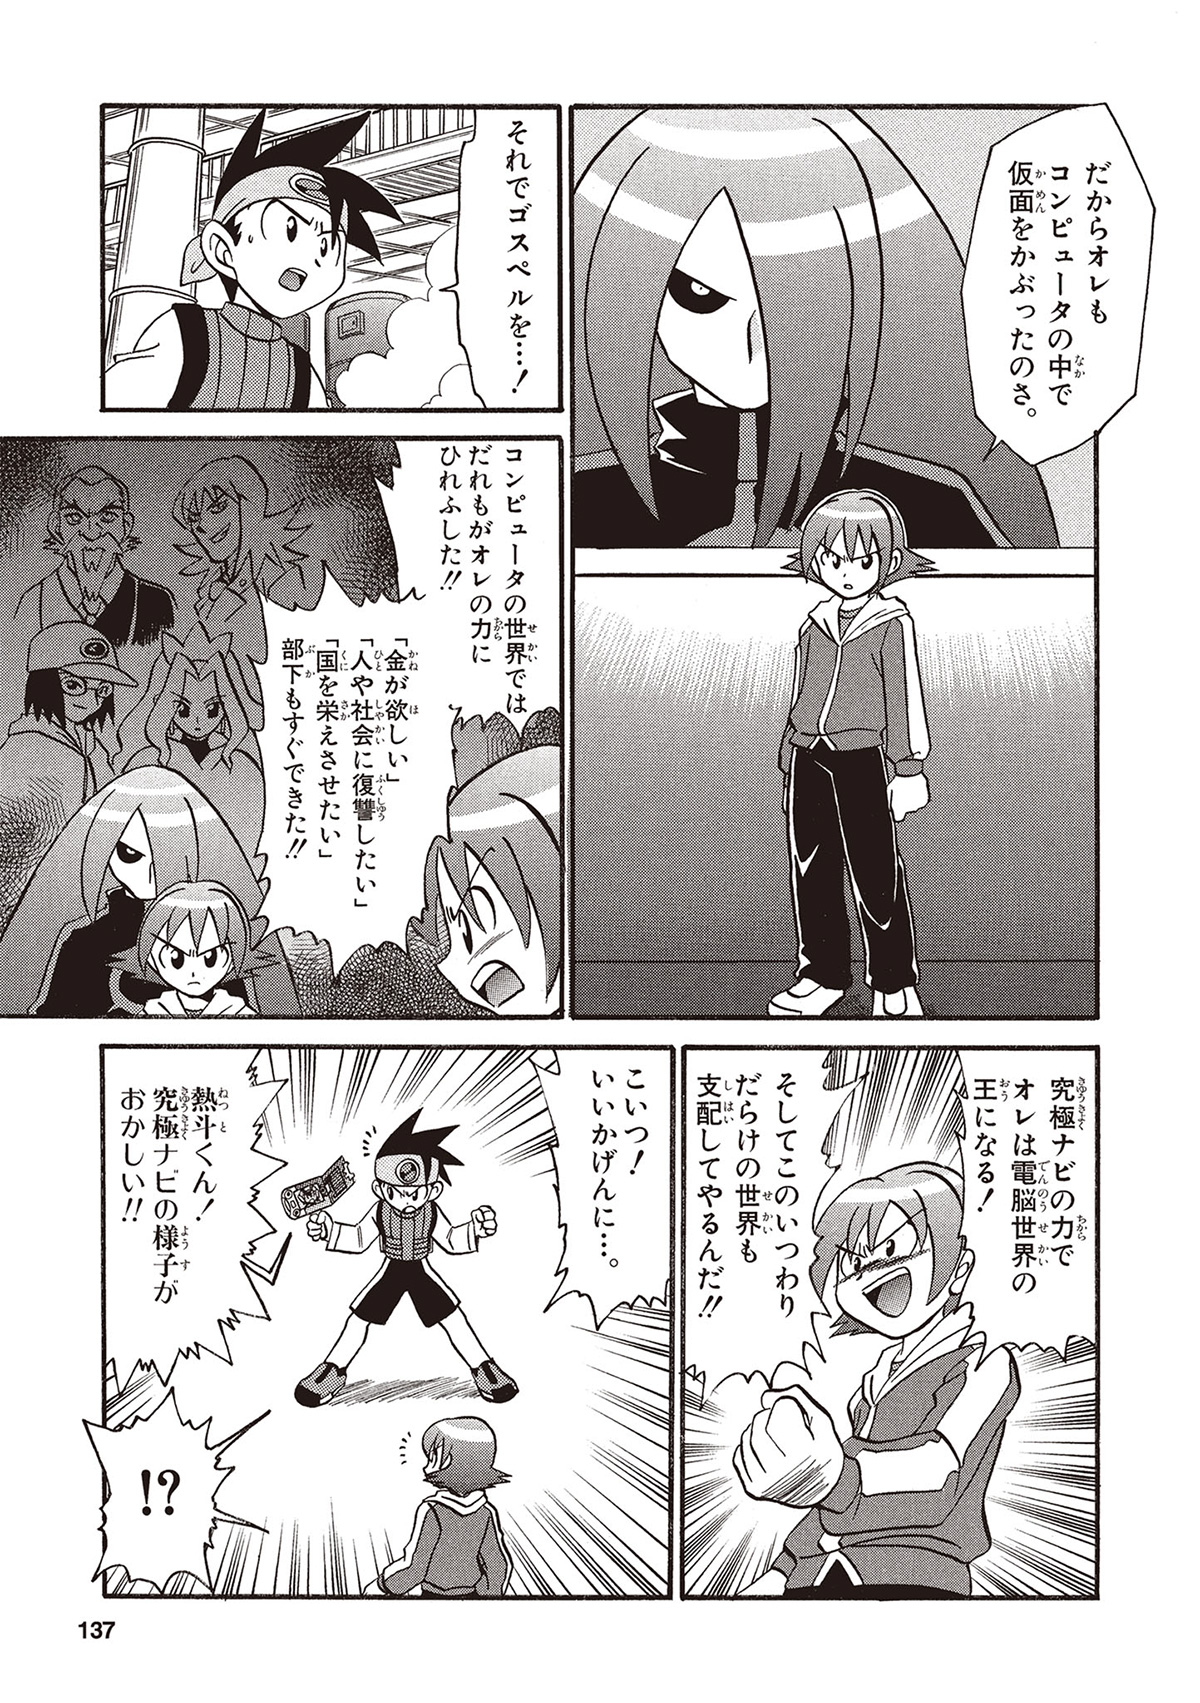 だからオレも
コンピュータの中で
仮面をかぶったのさ。
それでゴスペルを…！
コンピュータの世界では
だれもがオレの力に
ひれふした!!
「金が欲しい」
「人や社会に復讐したい」
「国を栄えさせたい」
部下もすぐできた!!
究極ナビの力で
オレは電脳世界の
王になる！
そしてこのいつわり
だらけの世界も
支配してやるんだ!!
こいつ！
いいかげんに…。
熱斗くん！
究極ナビの様子が
おかしい!!
!?
137